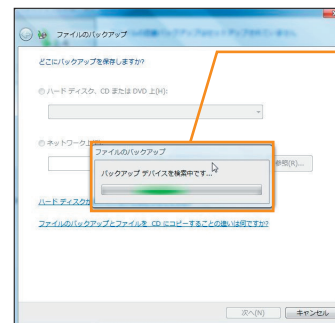 ファイルのバックアップ
どこにバックアップを保存しますか?
ハード ディスク、CD または DVD 上(H):
ネットワーク上
参照(R)...
ファイルのバックアップ
バックアップ デバイスを検索中です...
ハード ディスクが
ファイルのバックアップとファイルを CD にコピーすることの違いは何ですか?
次へ(N)
キャンセル